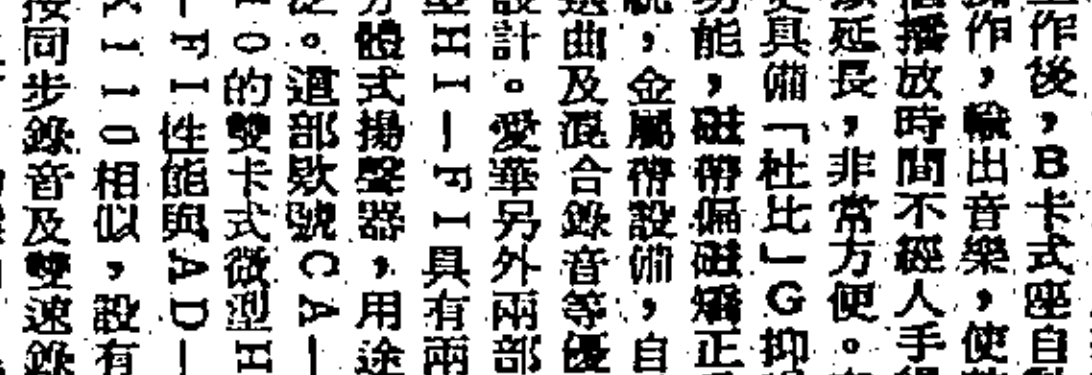 作後，B卡式座自
操作，輸出音樂，使
播放時間不經人手
延長，非常方便。
更具備「杜比」G抑
功能，磁帶偏磁矯正
統，金屬帶設備，自
選曲及混合錄音等優
設計。愛華另外兩部
型HI—FI具有兩
分體式揚聲器，用途
泛。這部欵號CA—
0的雙卡式微型H
—FI性能與AD—
X110相似，設有
接同步錄音及雙速錄